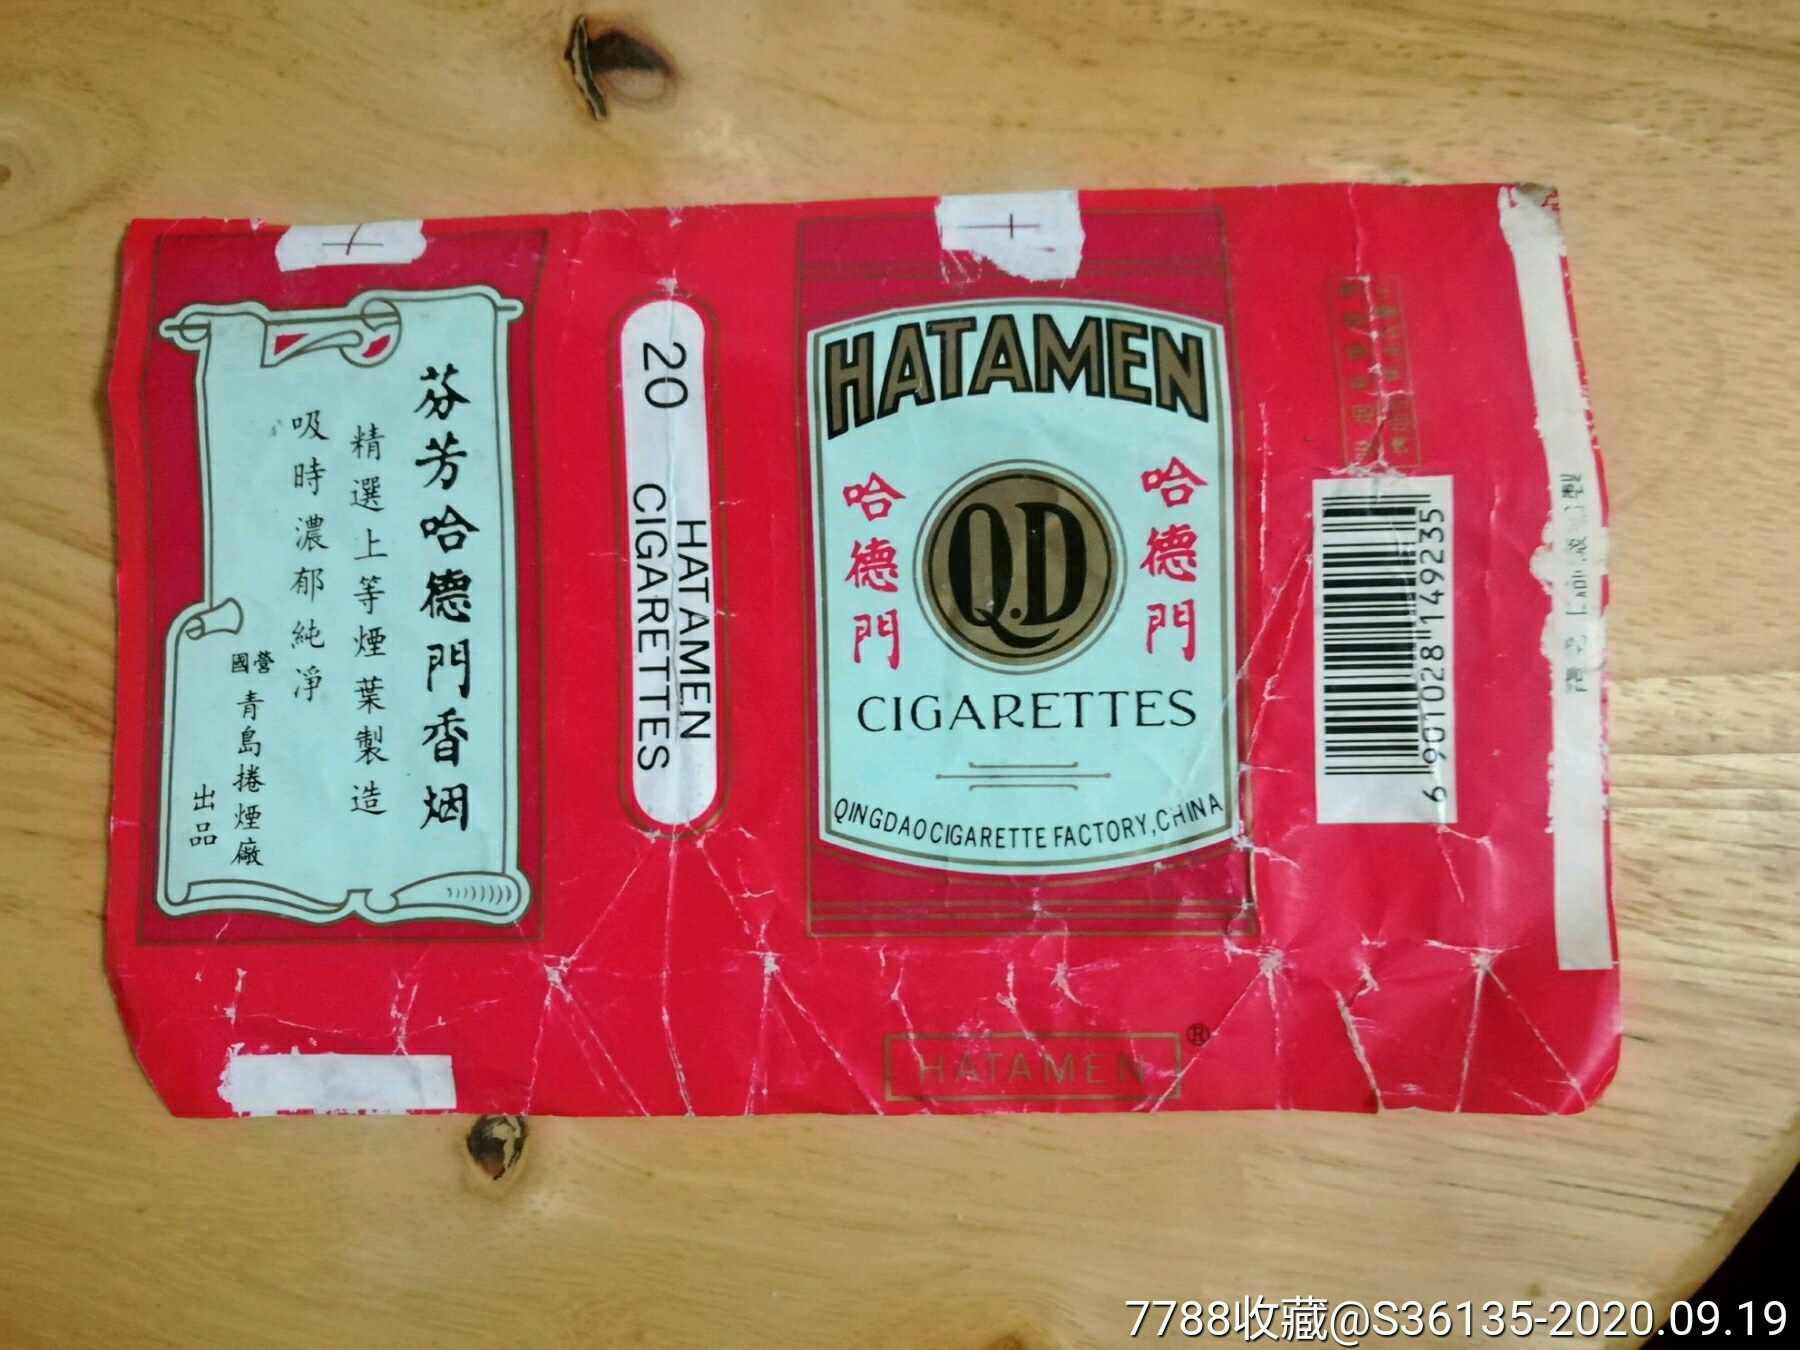 芬芳哈德門香烟
精選上等煙葉製造
吸時濃郁純淨
國營
青島捲煙廠
出品
20 HATAMEN
CIGARETTES
HATAMEN
哈德門
哈德門
Q.D
CIGARETTES
QINGDAO CIGARETTE FACTORY, CHINA
HATAMEN
®
6 901028 149235
7788收藏@S36135-2020.09.19